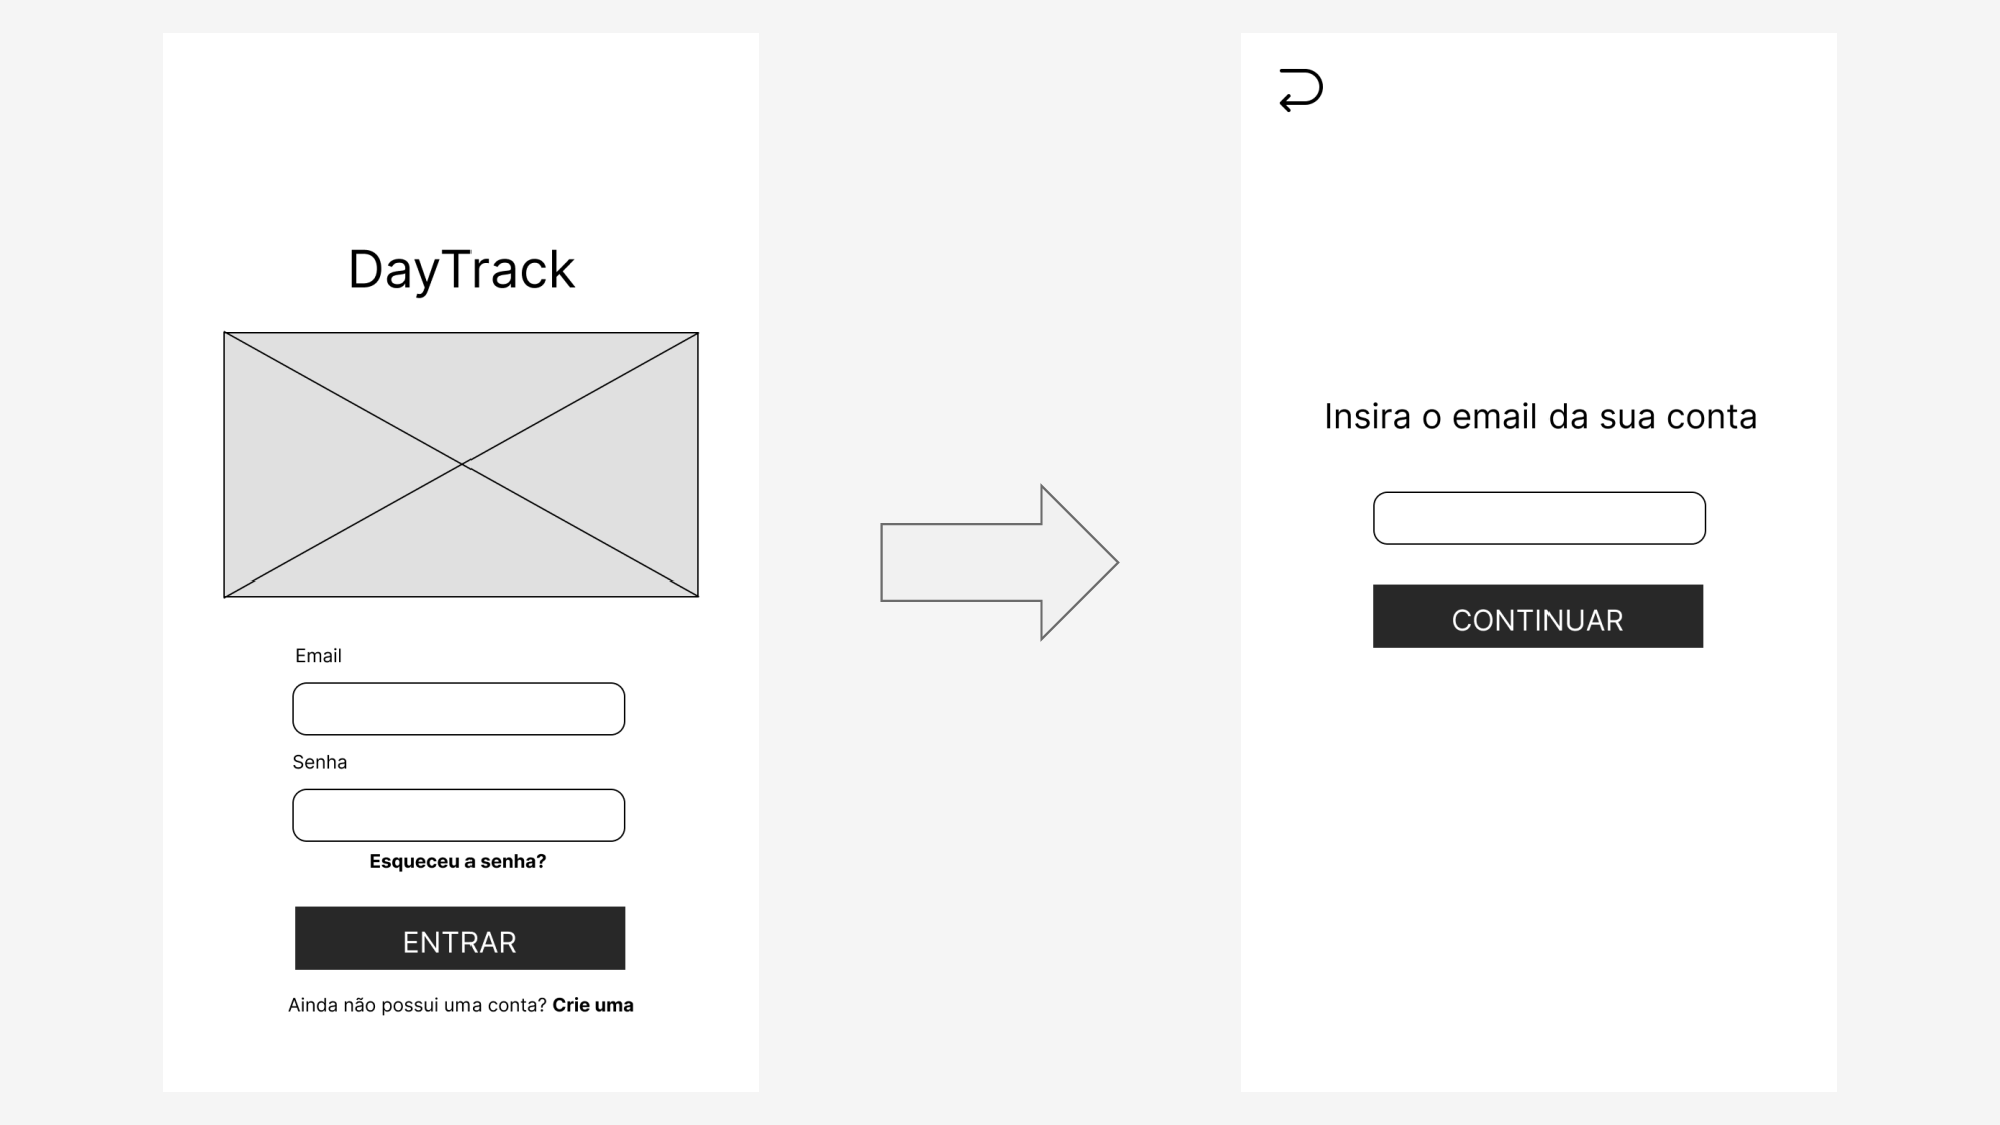 DayTrack
Email
Senha
Esqueceu a senha?
ENTRAR
Ainda não possui uma conta? Crie uma
Insira o email da sua conta
CONTINUAR